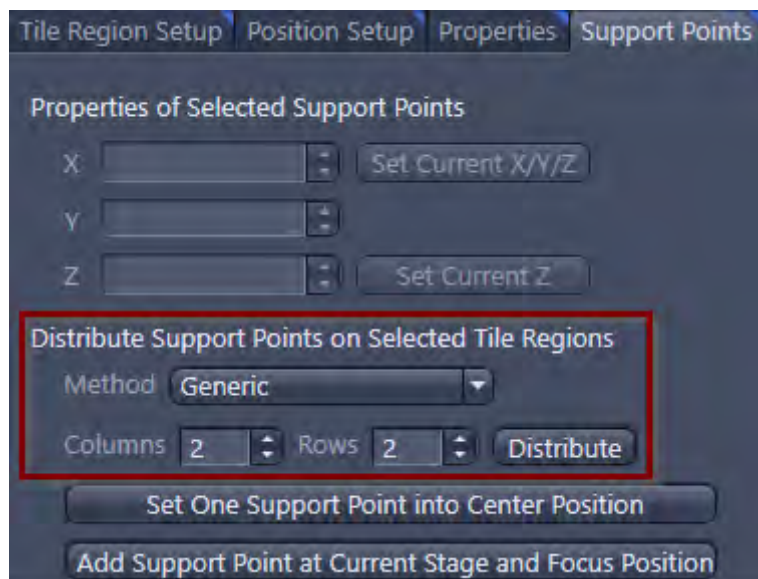 Tile Region Setup Position Setup Properties Support Points
Properties of Selected Support Points
X Set Current X/Y/Z
Y
Z Set Current Z
Distribute Support Points on Selected Tile Regions
Method Generic
Columns 2 Rows 2 Distribute
Set One Support Point into Center Position
Add Support Point at Current Stage and Focus Position